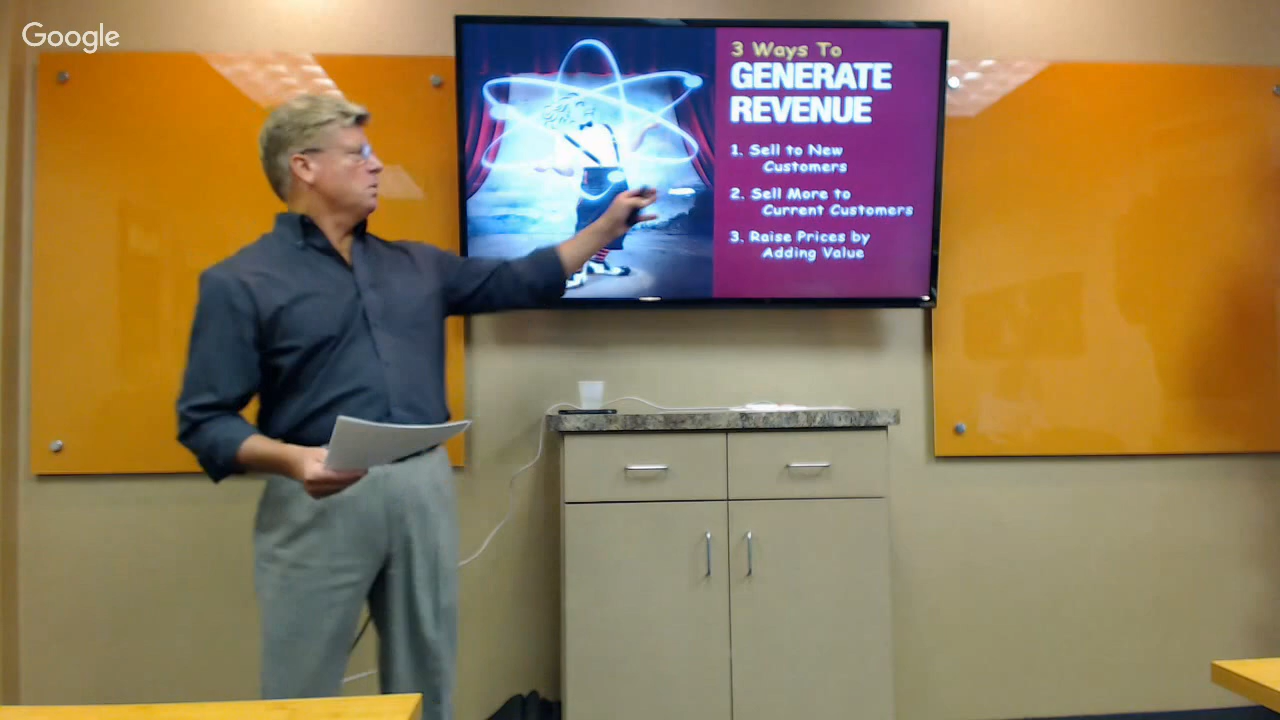 Google
3 Ways To
GENERATE
REVENUE
1. Sell to New
Customers
2. Sell More to
Current Customers
3. Raise Prices by
Adding Value